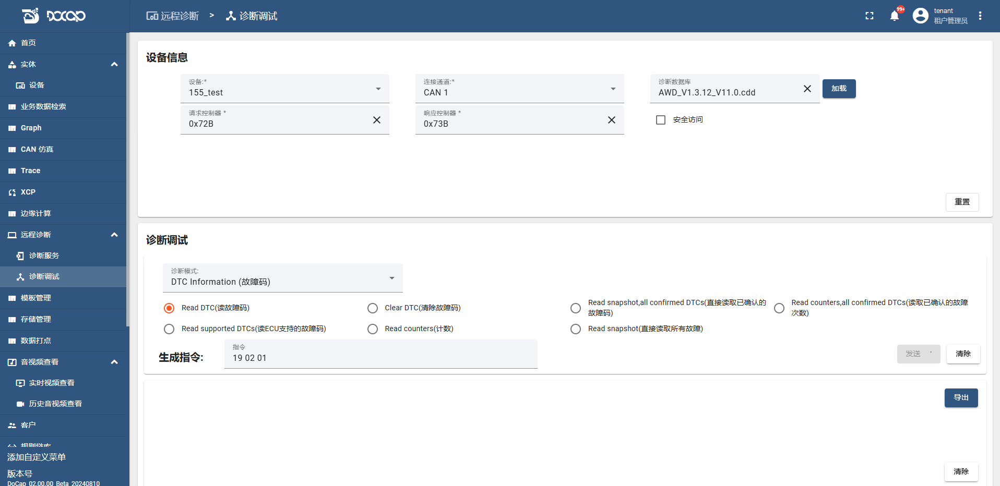 DOCAP
远程诊断 > 诊断调试
99+
tenant
租户管理员
首页
实体
设备
业务数据检索
Graph
CAN 仿真
Trace
XCP
边缘计算
远程诊断
诊断服务
诊断调试
模板管理
存储管理
数据打点
音视频查看
实时视频查看
历史音视频查看
客户
规则链库
添加自定义菜单
版本号
DoCap_02.00.00_Beta_20240810
设备信息
设备:*
155_test
连接通道:*
CAN 1
诊断数据库
AWD_V1.3.12_V11.0.cdd
加载
请求控制器 *
0x72B
响应控制器 *
0x73B
安全访问
重置
诊断调试
诊断模式:
DTC Information (故障码)
Read DTC(读故障码)
Clear DTC(清除故障码)
Read snapshot,all confirmed DTCs(直接读取已确认的
故障码)
Read counters,all confirmed DTCs(读取已确认的故障
次数)
Read supported DTCs(读ECU支持的故障码)
Read counters(计数)
Read snapshot(直接读取所有故障)
生成指令:
指令
19 02 01
发送
清除
导出
清除